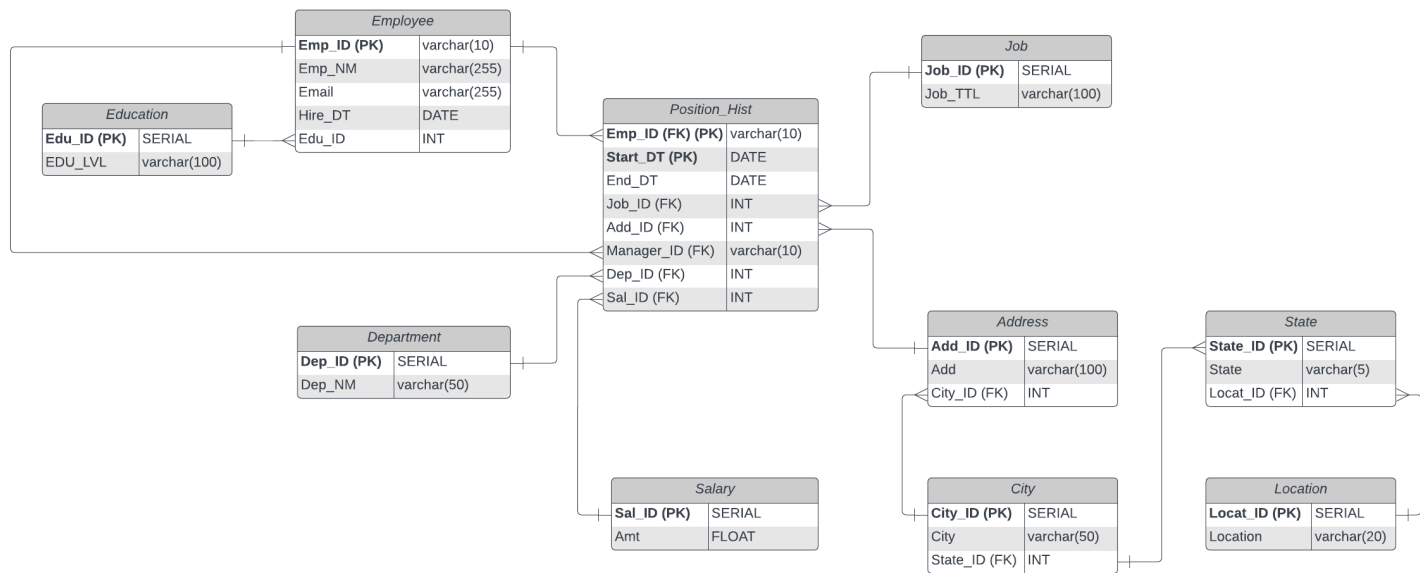 Employee
Emp_ID (PK) varchar(10)
Emp_NM varchar(255)
Email varchar(255)
Hire_DT DATE
Edu_ID INT
Education
Edu_ID (PK) SERIAL
EDU_LVL varchar(100)
Position_Hist
Emp_ID (FK) (PK) varchar(10)
Start_DT (PK) DATE
End_DT DATE
Job_ID (FK) INT
Add_ID (FK) INT
Manager_ID (FK) varchar(10)
Dep_ID (FK) INT
Sal_ID (FK) INT
Job
Job_ID (PK) SERIAL
Job_TTL varchar(100)
Department
Dep_ID (PK) SERIAL
Dep_NM varchar(50)
Address
Add_ID (PK) SERIAL
Add varchar(100)
City_ID (FK) INT
State
State_ID (PK) SERIAL
State varchar(5)
Locat_ID (FK) INT
Salary
Sal_ID (PK) SERIAL
Amt FLOAT
City
City_ID (PK) SERIAL
City varchar(50)
State_ID (FK) INT
Location
Locat_ID (PK) SERIAL
Location varchar(20)